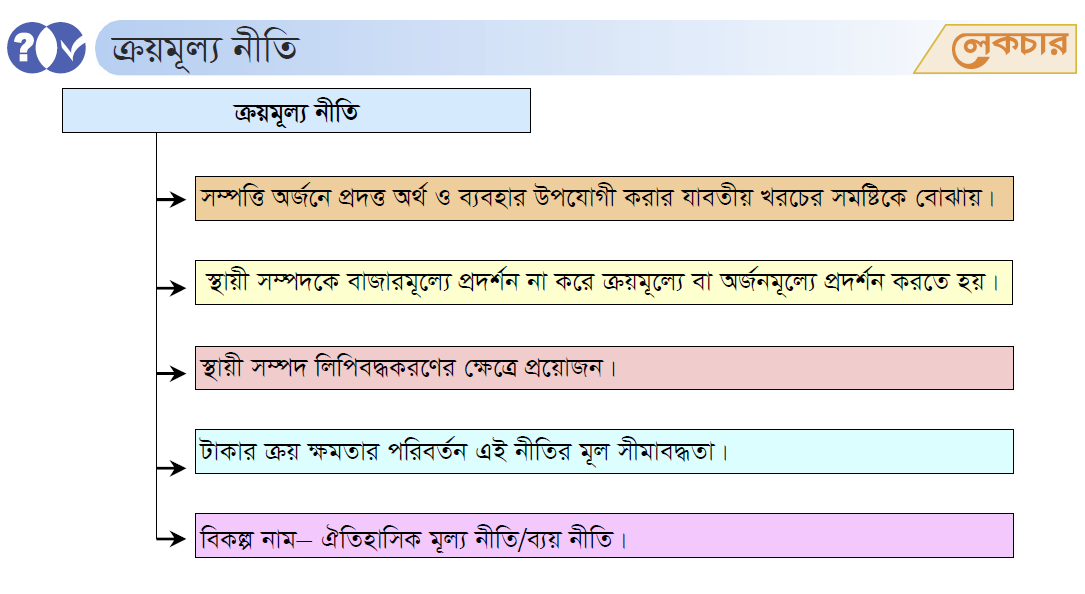 ক্রয়মূল্য নীতি
লেকচার
ক্রয়মূল্য নীতি
সম্পত্তি অর্জনে প্রদত্ত অর্থ ও ব্যবহার উপযোগী করার যাবতীয় খরচের সমষ্টিকে বোঝায়।
স্থায়ী সম্পদকে বাজারমূল্যে প্রদর্শন না করে ক্রয়মূল্যে বা অর্জনমূল্যে প্রদর্শন করতে হয়।
স্থায়ী সম্পদ লিপিবদ্ধকরণের ক্ষেত্রে প্রয়োজন।
টাকার ক্রয় ক্ষমতার পরিবর্তন এই নীতির মূল সীমাবদ্ধতা।
বিকল্প নাম– ঐতিহাসিক মূল্য নীতি/ব্যয় নীতি।